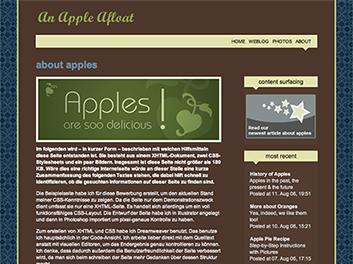 An Apple Afloat
HOME WEBLOG PHOTOS ABOUT
about apples
Apples !
are soo delicious
Im folgenden wird – in kurzer Form – beschrieben mit welchen Hilfsmitteln
diese Seite entstanden ist. Sie besteht aus einem XHTML-Dokument, zwei CSS-
Stylesheets und ein paar Bildern. Insgesamt ist diese Seite nicht größer als 180
KB. Wäre dies eine richtige Internetseite würde an dieser Stelle eine kurze
Zusammenfassung des folgenden Textes stehen, die dabei hilft schnell zu
identifizieren, ob die gesuchten Informationen auf dieser Seite zu finden sind.
Die Beispielseite habe ich für diese Bewerbung erstellt, um den aktuellen Stand
meiner CSS-Kenntnisse zu zeigen. Da die Seite nur dem Demonstrationszweck
dient umfasst sie nur eine XHTML-Seite. Es handelt sich allerdings um ein voll
funktionsfähiges CSS-Layout. Die Entwurf der Seite habe ich in Illustrator angelegt
und dann in Photoshop importiert um pixel-genaue Kontrolle zu haben.
Zum erstellen von XHTML und CSS habe ich Dreamweaver benutzt. Das benutze
ich hauptsächlich in der Code-Ansicht. Ich arbeite lieber direkt mit dem Quelltext
anstatt mit visuellen Editoren, um das Endergebnis genau kontrollieren zu können.
Ich denke, dass dadurch außerdem die Benutzerfreundlichkeit der Seite verbessert
wird, da man sich beim schreiben der Seite mehr Gedanken über dessen Struktur
content surfacing
Read our
newest article about apples
most recent
History of Apples
Apples in the past, the
present & the future
Posted 11. Aug 06, 19:51
More about Oranges
Yes, indeed, we like them
too!
Posted on 10. Aug 06, 15:21
Apple Pie Recipe
Step-by-Step Instructions
with Pictures
Posted on 07. Aug 06, 17:15